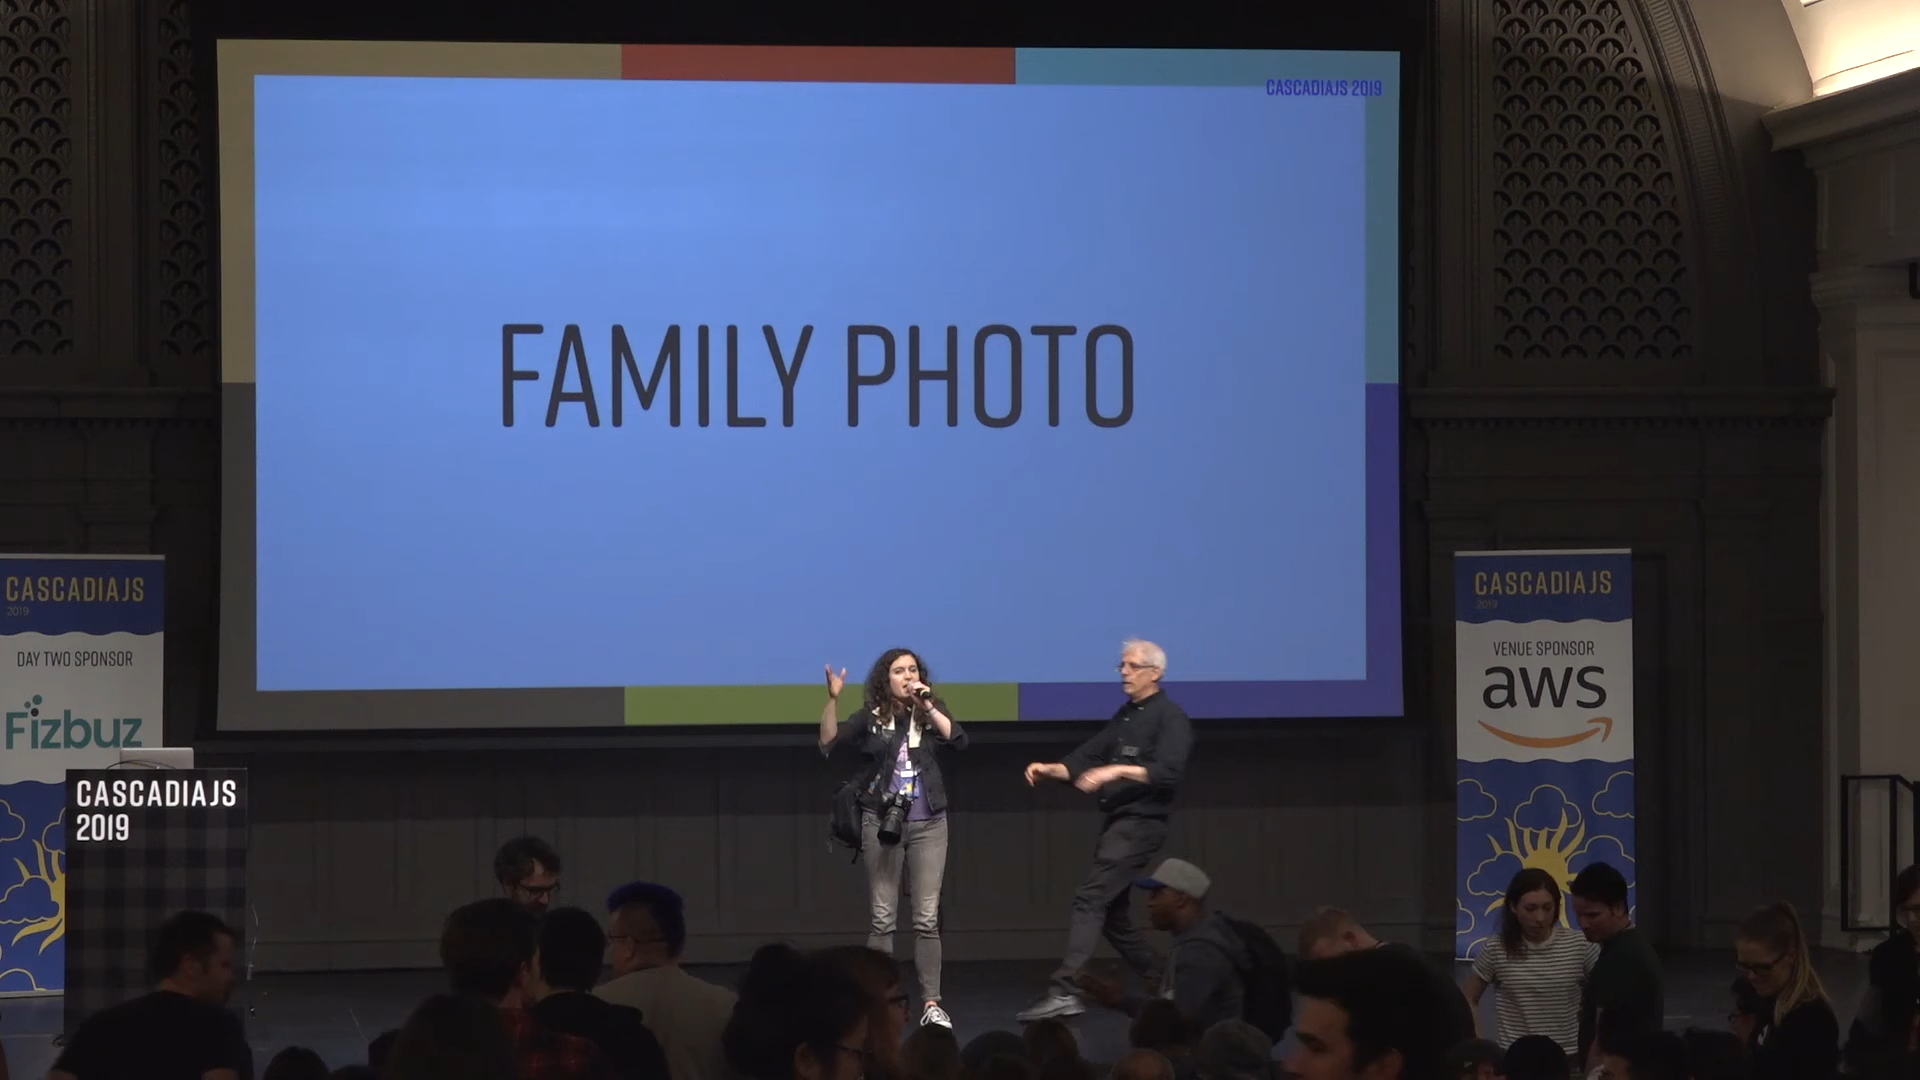 CASCADIAJS 2019
FAMILY PHOTO
CASCADIAJS
2019
DAY TWO SPONSOR
Fizbuz
CASCADIAJS
2019
CASCADIAJS
2019
VENUE SPONSOR
aws